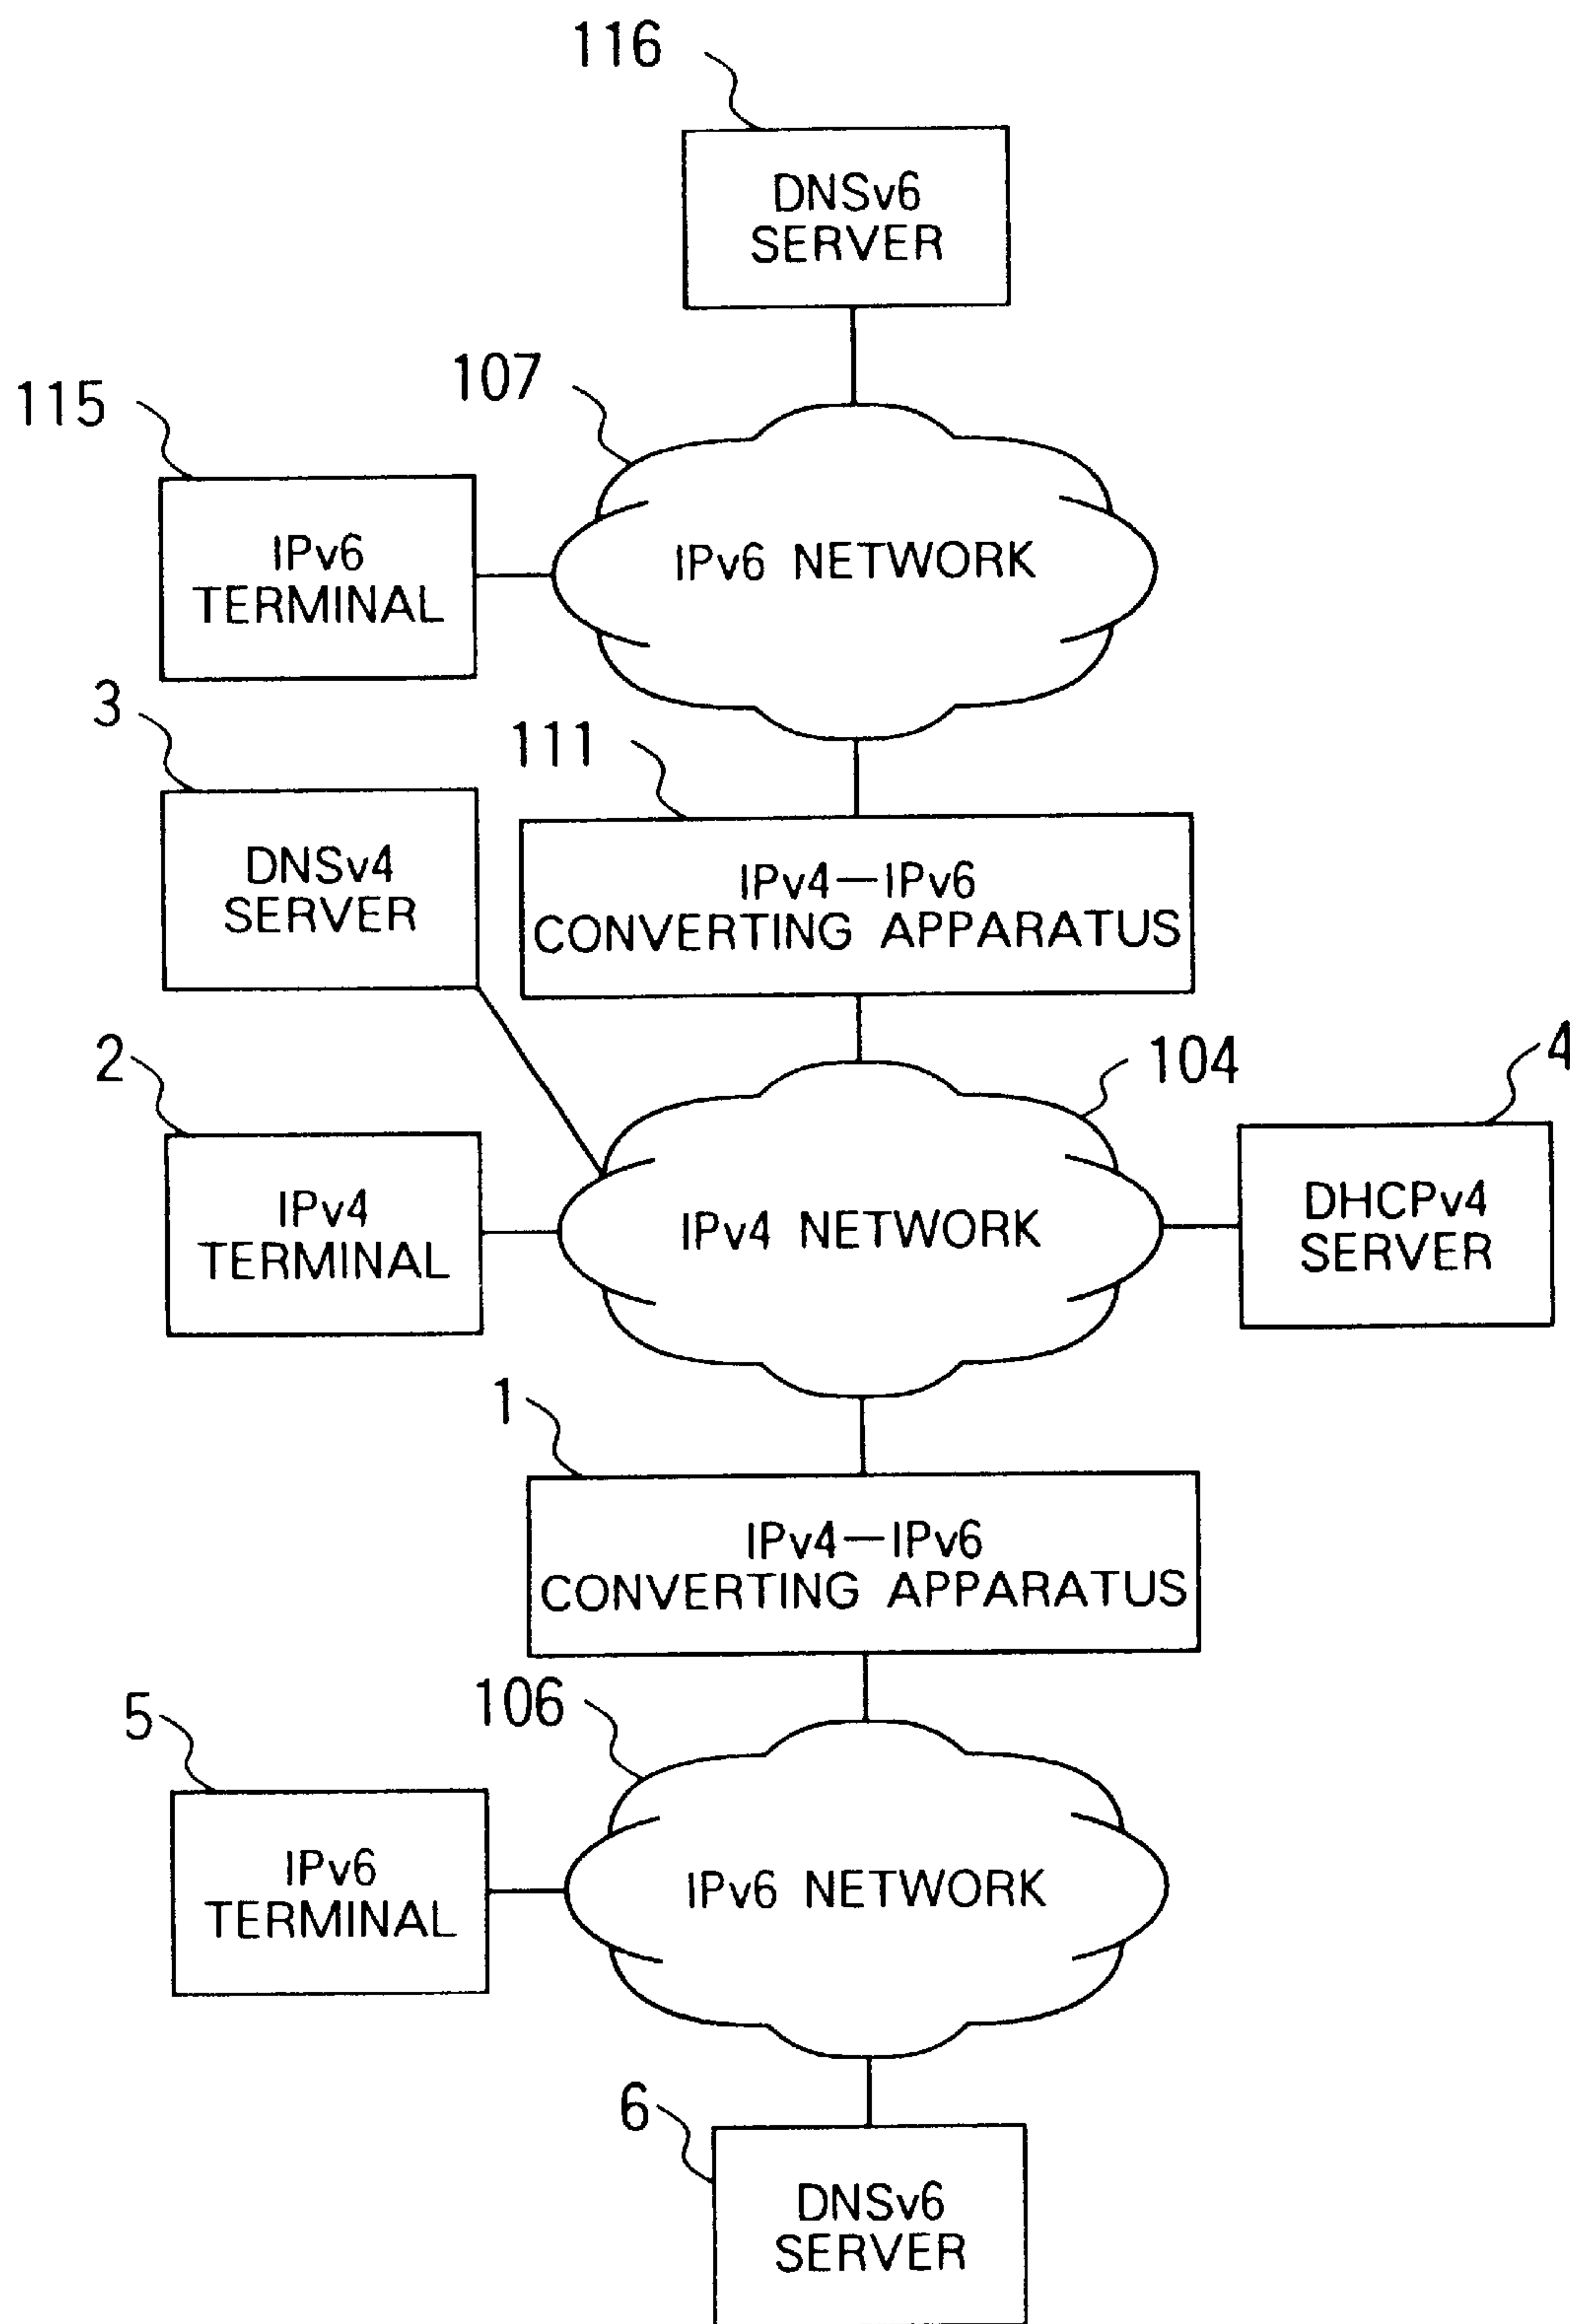 116
DNSv6
SERVER
107
115
IPv6
TERMINAL
IPv6 NETWORK
3
111
DNSv4
SERVER
IPv4—IPv6
CONVERTING APPARATUS
2
104
4
IPv4
TERMINAL
IPv4 NETWORK
DHCPv4
SERVER
1
IPv4—IPv6
CONVERTING APPARATUS
5
106
IPv6
TERMINAL
IPv6 NETWORK
6
DNSv6
SERVER